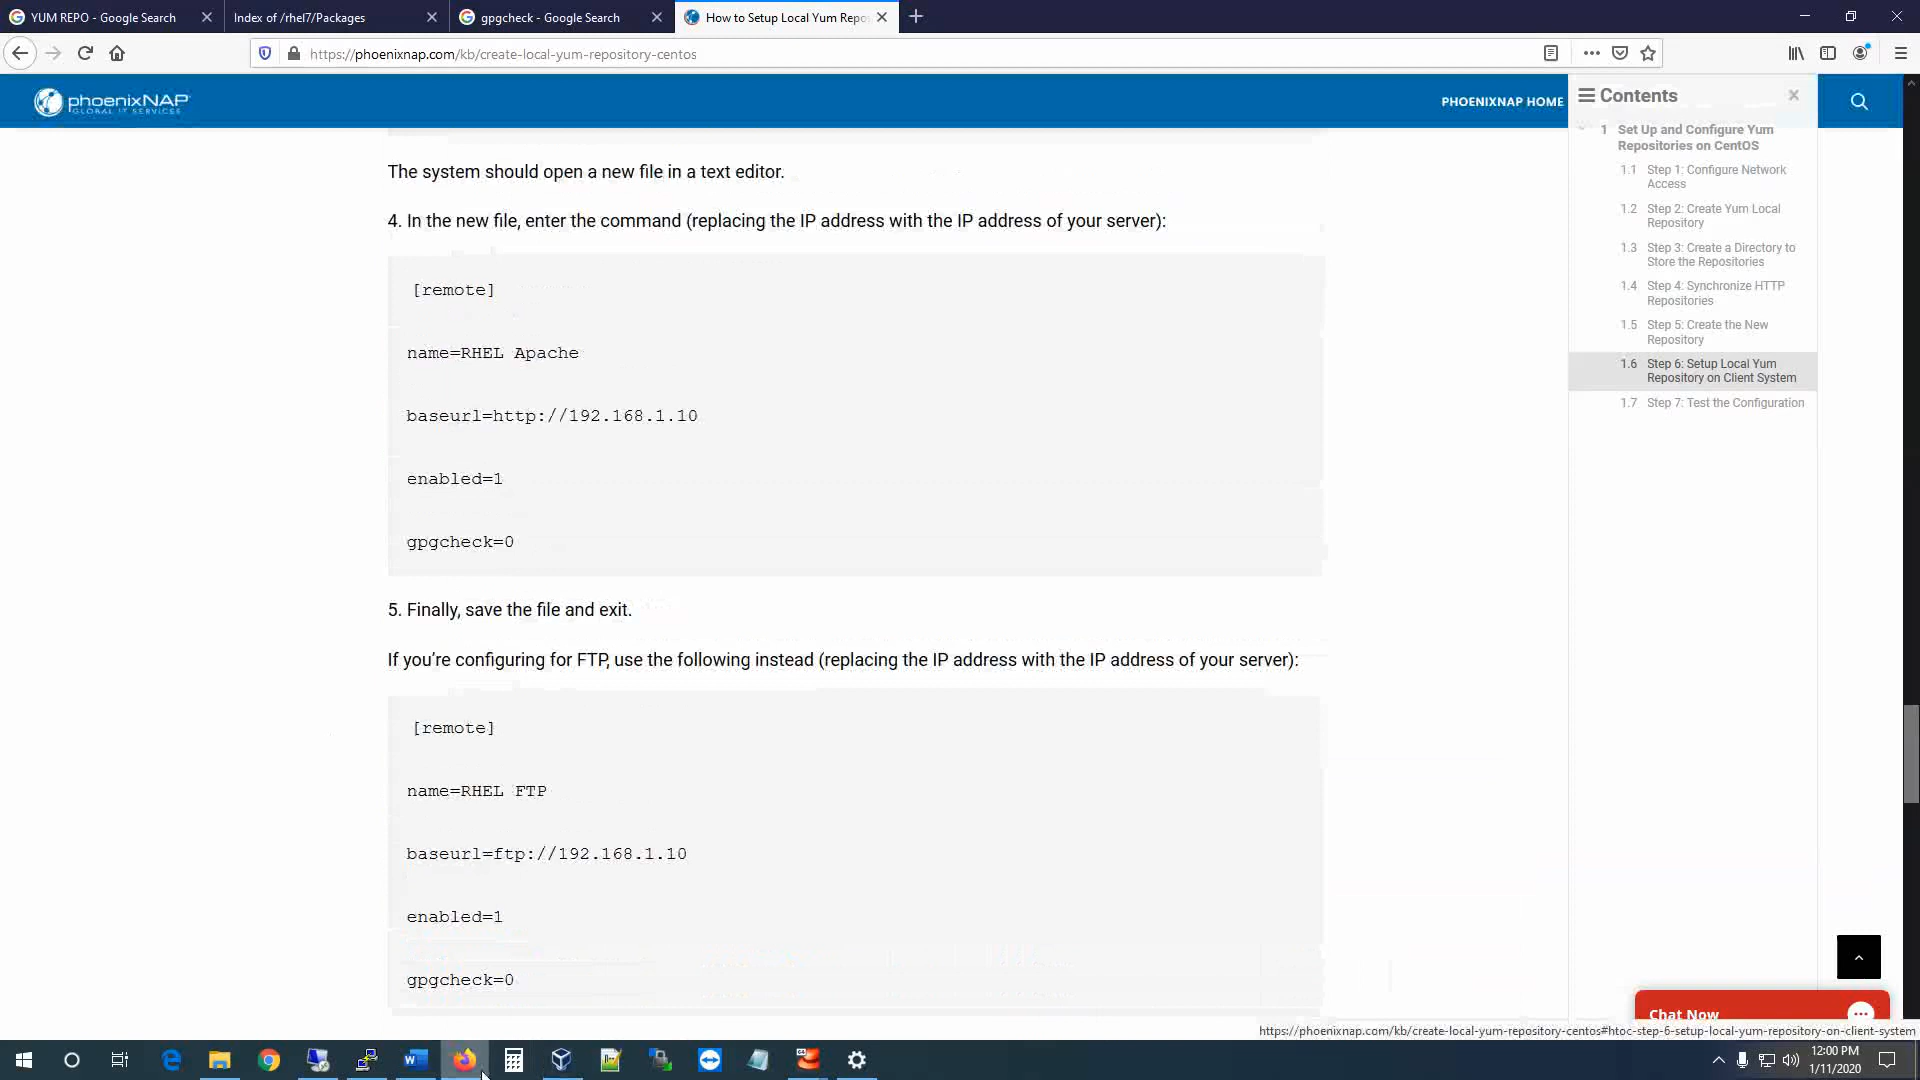 YUM REPO - Google Search
Index of /rhel7/Packages
gpgcheck - Google Search
How to Setup Local Yum Repo
https://phoenixnap.com/kb/create-local-yum-repository-centos
phoenixNAP
GLOBAL IT SERVICES
PHOENIXNAP HOME
Contents
1 Set Up and Configure Yum
Repositories on CentOS
1.1 Step 1: Configure Network
Access
1.2 Step 2: Create Yum Local
Repository
1.3 Step 3: Create a Directory to
Store the Repositories
1.4 Step 4: Synchronize HTTP
Repositories
1.5 Step 5: Create the New
Repository
1.6 Step 6: Setup Local Yum
Repository on Client System
1.7 Step 7: Test the Configuration
The system should open a new file in a text editor.
4. In the new file, enter the command (replacing the IP address with the IP address of your server):
[remote]
name=RHEL Apache
baseurl=http://192.168.1.10
enabled=1
gpgcheck=0
5. Finally, save the file and exit.
If you’re configuring for FTP, use the following instead (replacing the IP address with the IP address of your server):
[remote]
name=RHEL FTP
baseurl=ftp://192.168.1.10
enabled=1
gpgcheck=0
Chat Now
https://phoenixnap.com/kb/create-local-yum-repository-centos#htoc-step-6-setup-local-yum-repository-on-client-system
12:00 PM
1/11/2020